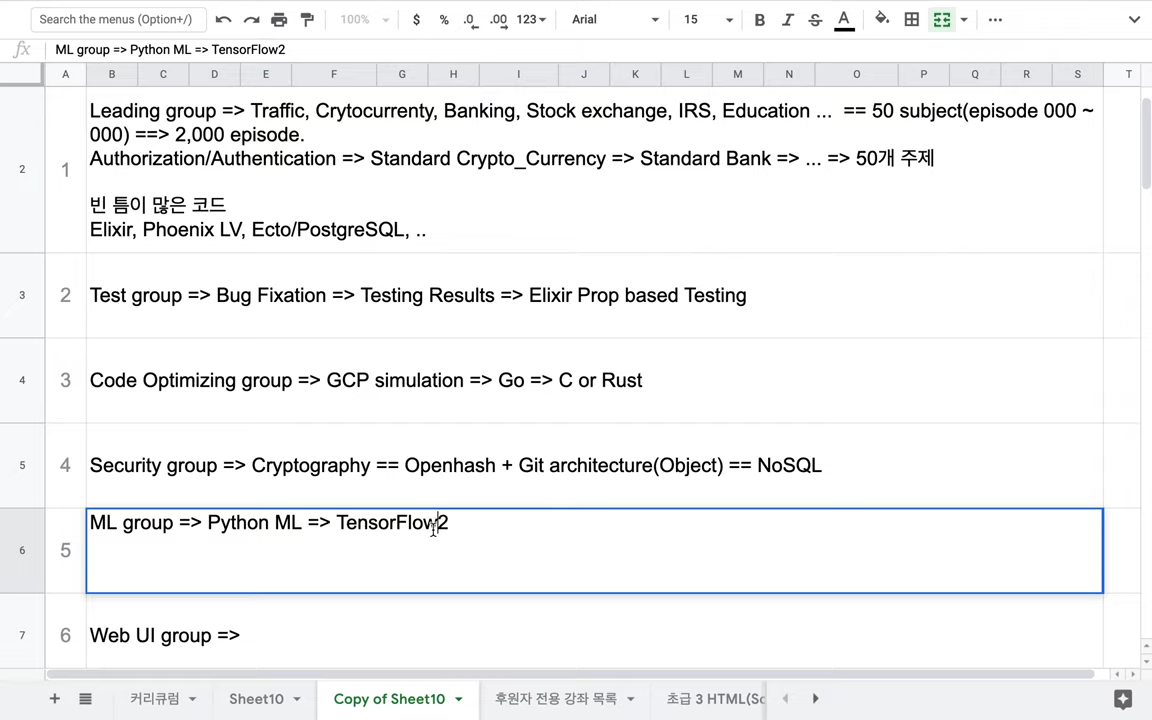 Search the menus (Option+/)
100%
$
%
.0
.00
123
Arial
15
B
I
S
A
fx
ML group => Python ML => TensorFlow2
A B C D E F G H I J K L M N O P Q R S T
2
1
Leading group => Traffic, Crytocurrenty, Banking, Stock exchange, IRS, Education ...  == 50 subject(episode 000 ~
000) ==> 2,000 episode.
Authorization/Authentication => Standard Crypto_Currency => Standard Bank => ... => 50개 주제
빈 틈이 많은 코드
Elixir, Phoenix LV, Ecto/PostgreSQL, ..
3
2
Test group => Bug Fixation => Testing Results => Elixir Prop based Testing
4
3
Code Optimizing group => GCP simulation => Go => C or Rust
5
4
Security group => Cryptography == Openhash + Git architecture(Object) == NoSQL
6
5
ML group => Python ML => TensorFlow2
7
6
Web UI group =>
커리큐럼
Sheet10
Copy of Sheet10
후원자 전용 강좌 목록
초급 3 HTML(Sc